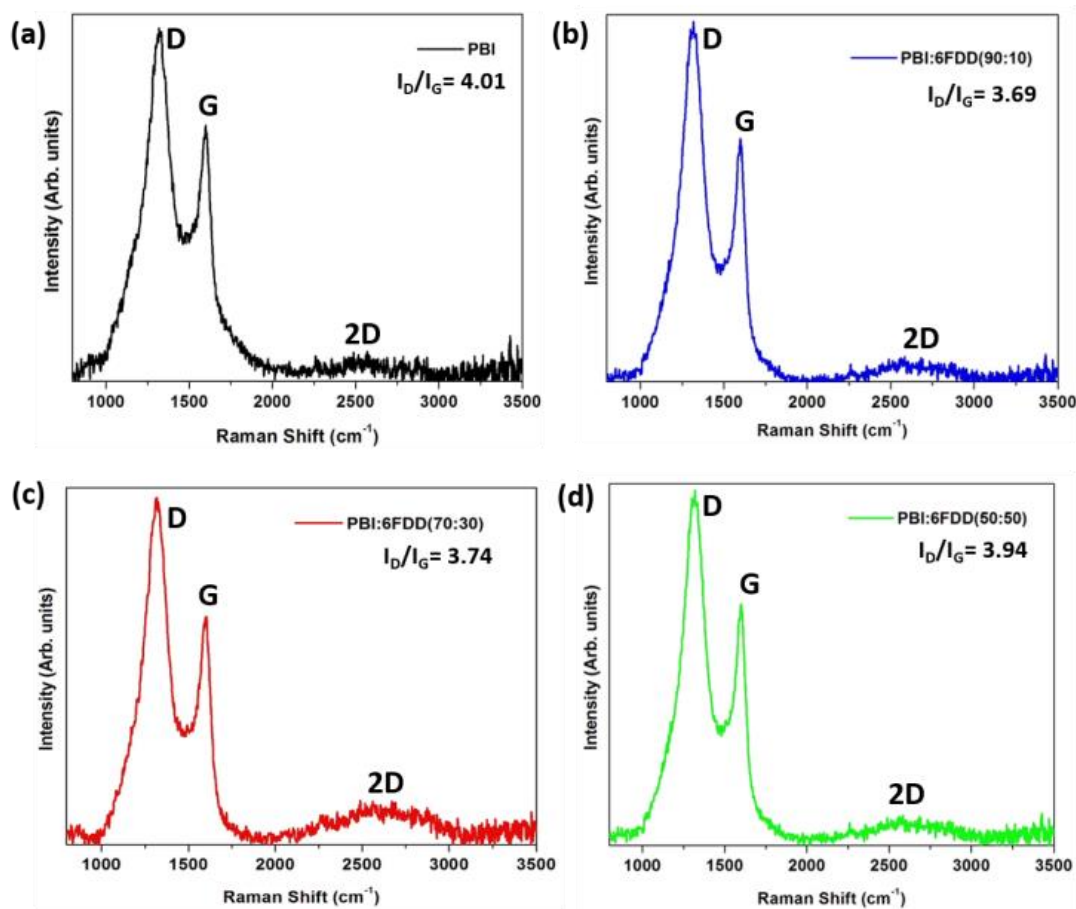 (a)
D
G
2D
PBI
I_D/I_G= 4.01
Intensity (Arb. units)
1000 1500 2000 2500 3000 3500
Raman Shift (cm⁻¹)
(b)
D
G
2D
PBI:6FDD(90:10)
I_D/I_G= 3.69
Intensity (Arb. units)
1000 1500 2000 2500 3000 3500
Raman Shift (cm⁻¹)
(c)
D
G
2D
PBI:6FDD(70:30)
I_D/I_G= 3.74
Intensity (Arb. units)
1000 1500 2000 2500 3000 3500
Raman Shift (cm⁻¹)
(d)
D
G
2D
PBI:6FDD(50:50)
I_D/I_G= 3.94
Intensity (Arb. units)
1000 1500 2000 2500 3000 3500
Raman Shift (cm⁻¹)